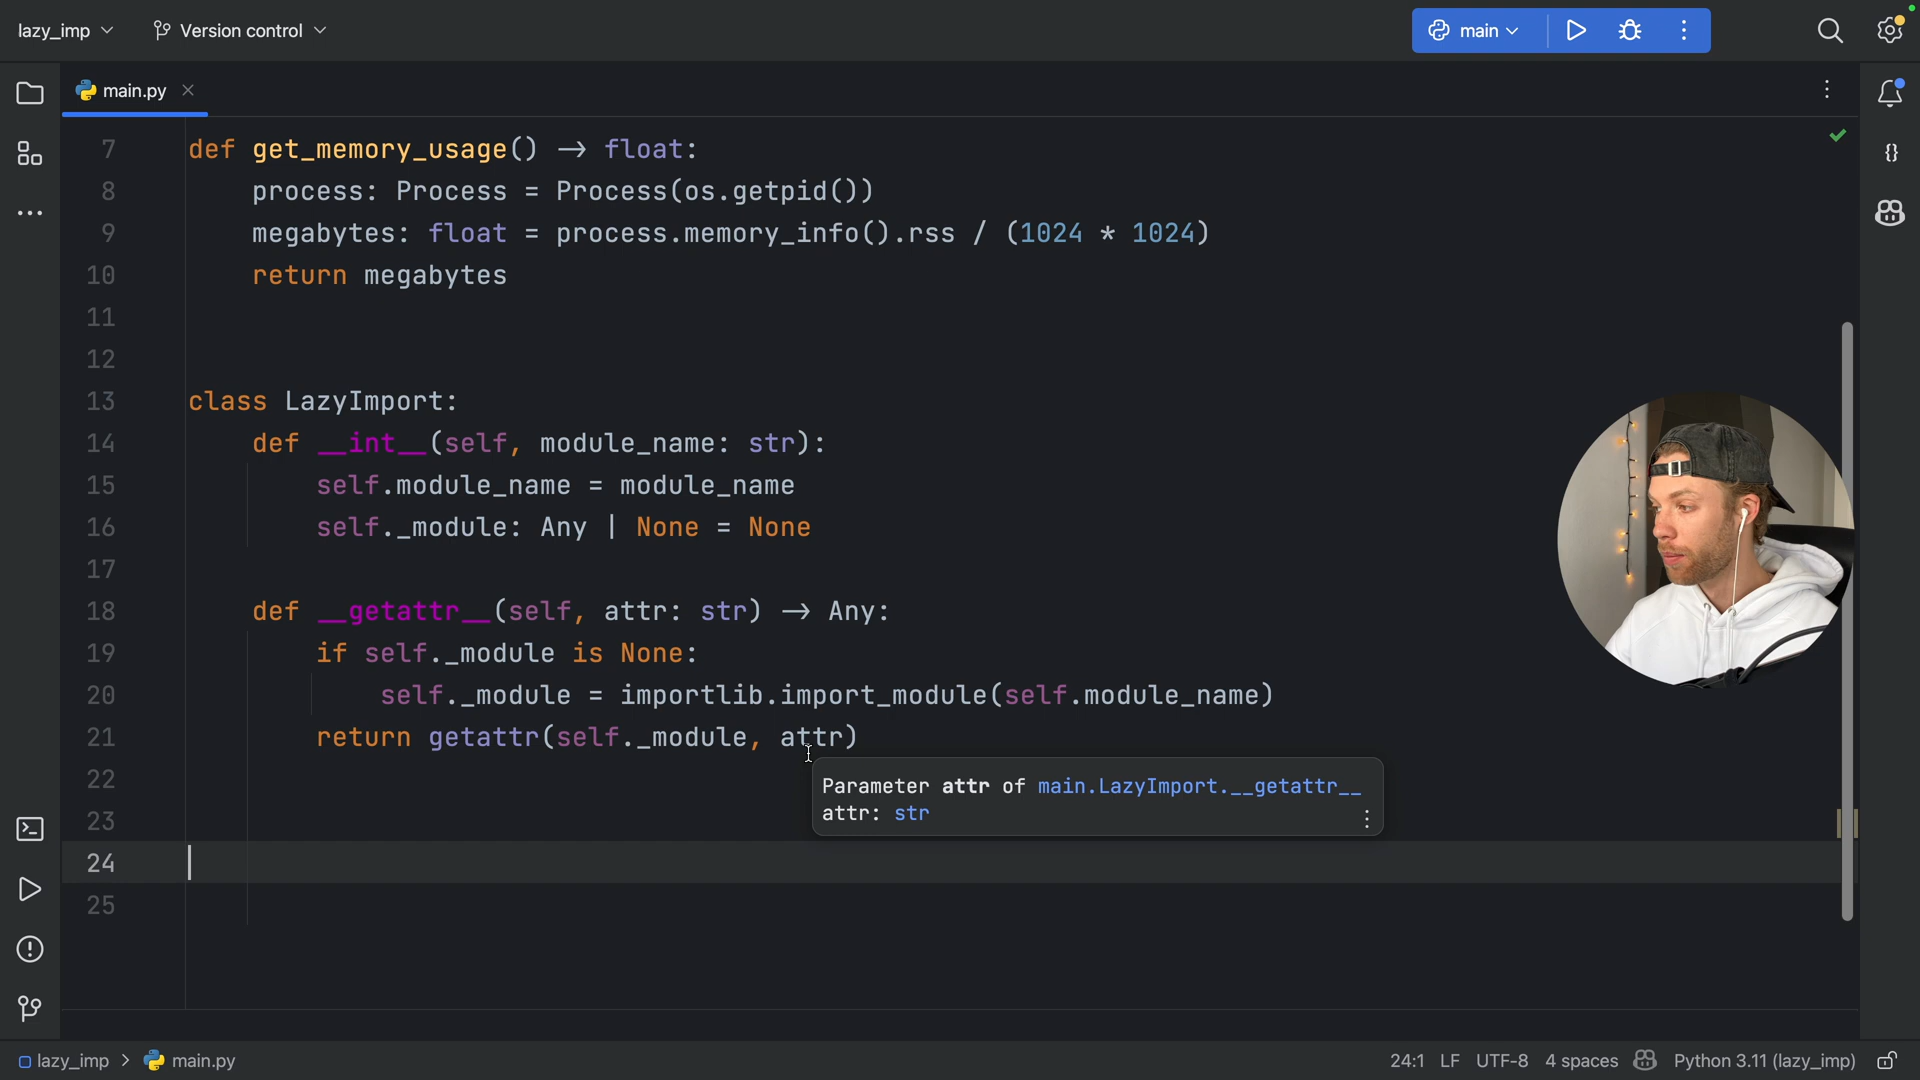 lazy_imp
Version control
main
main.py
7 def get_memory_usage() → float:
8 process: Process = Process(os.getpid())
9 megabytes: float = process.memory_info().rss / (1024 * 1024)
10 return megabytes
11
12
13 class LazyImport:
14 def __int__(self, module_name: str):
15 self.module_name = module_name
16 self._module: Any | None = None
17
18 def __getattr__(self, attr: str) → Any:
19 if self._module is None:
20 self._module = importlib.import_module(self.module_name)
21 return getattr(self._module, attr)
22
Parameter attr of main.LazyImport.__getattr__
attr: str
23
24
25
lazy_imp > main.py
24:1 LF UTF-8 4 spaces Python 3.11 (lazy_imp)